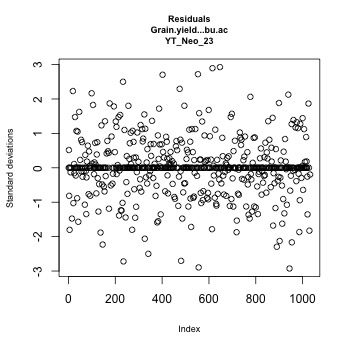 Residuals
Grain.yield...bu.ac
YT_Neo_23
Standard deviations
3
2
1
0
-1
-2
-3
0
200
400
600
800
1000
Index